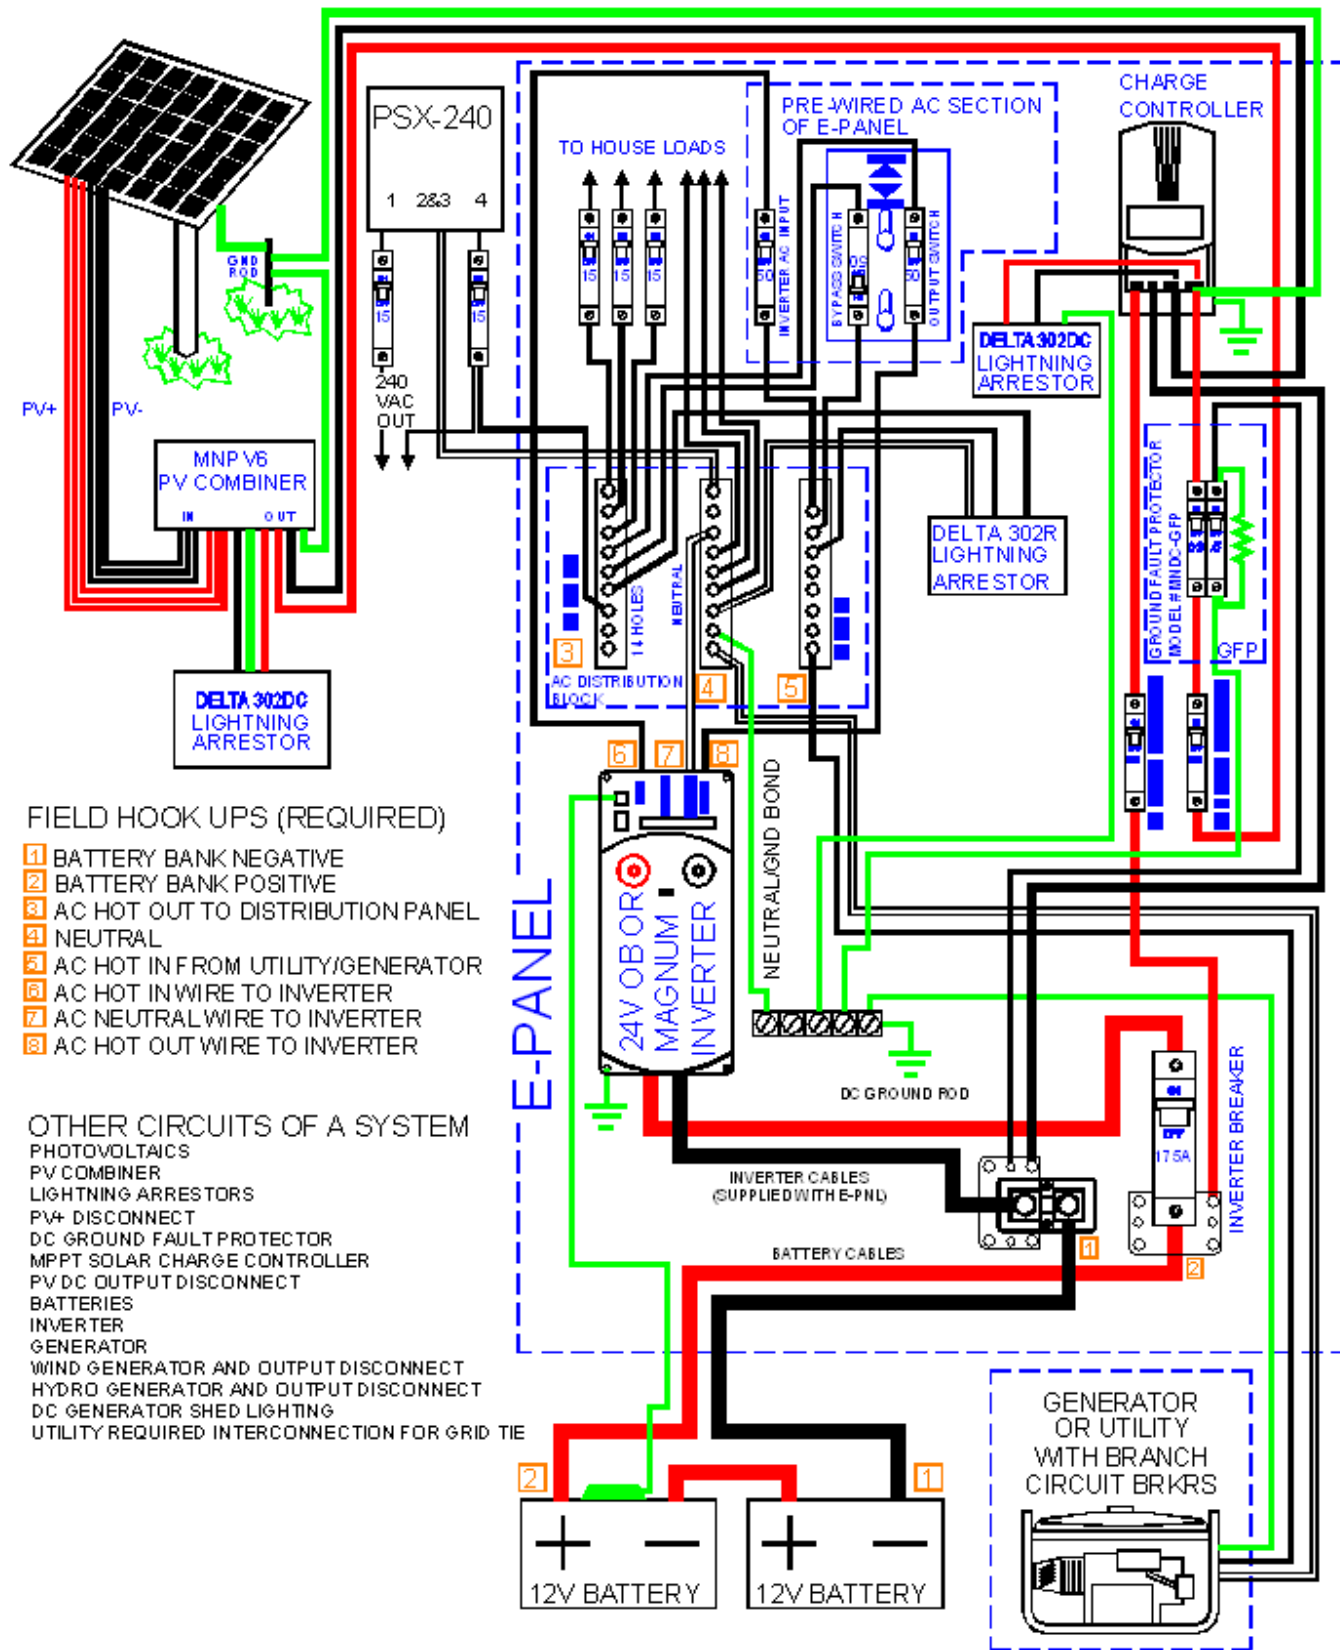 PSX-240
1 2&3 4
15
15
240
VAC
OUT
GND
ROD
PV+
PV-
MNPV6
PV COMBINER
IN
OUT
DELTA 302DC
LIGHTNING
ARRESTOR
TO HOUSE LOADS
15
15
15
PRE-WIRED AC SECTION
OF E-PANEL
50
INVERTER AC INPUT
BYPASS SWITCH
50
OUTPUT SWITCH
CHARGE
CONTROLLER
DELTA 302DC
LIGHTNING
ARRESTOR
DELTA 302R
LIGHTNING
ARRESTOR
GROUND FAULT PROTECTOR
MODEL # MNDC-GFP
GFP
14 HOLES
NEUTRAL
3
AC DISTRIBUTION
BLOCK
4
5
6
7
8
24V OBOR
MAGNUM
INVERTER
E-PANEL
NEUTRAL/GND BOND
DC GROUND ROD
OFF
175A
INVERTER BREAKER
INVERTER CABLES
(SUPPLIED WITH E-PNL)
BATTERY CABLES
1
2
FIELD HOOK UPS (REQUIRED)
1 BATTERY BANK NEGATIVE
2 BATTERY BANK POSITIVE
3 AC HOT OUT TO DISTRIBUTION PANEL
4 NEUTRAL
5 AC HOT IN FROM UTILITY/GENERATOR
6 AC HOT IN WIRE TO INVERTER
7 AC NEUTRAL WIRE TO INVERTER
8 AC HOT OUT WIRE TO INVERTER
OTHER CIRCUITS OF A SYSTEM
PHOTOVOLTAICS
PV COMBINER
LIGHTNING ARRESTORS
PV+ DISCONNECT
DC GROUND FAULT PROTECTOR
MPPT SOLAR CHARGE CONTROLLER
PV DC OUTPUT DISCONNECT
BATTERIES
INVERTER
GENERATOR
WIND GENERATOR AND OUTPUT DISCONNECT
HYDRO GENERATOR AND OUTPUT DISCONNECT
DC GENERATOR SHED LIGHTING
UTILITY REQUIRED INTERCONNECTION FOR GRID TIE
2
1
12V BATTERY
12V BATTERY
GENERATOR
OR UTILITY
WITH BRANCH
CIRCUIT BRKRS